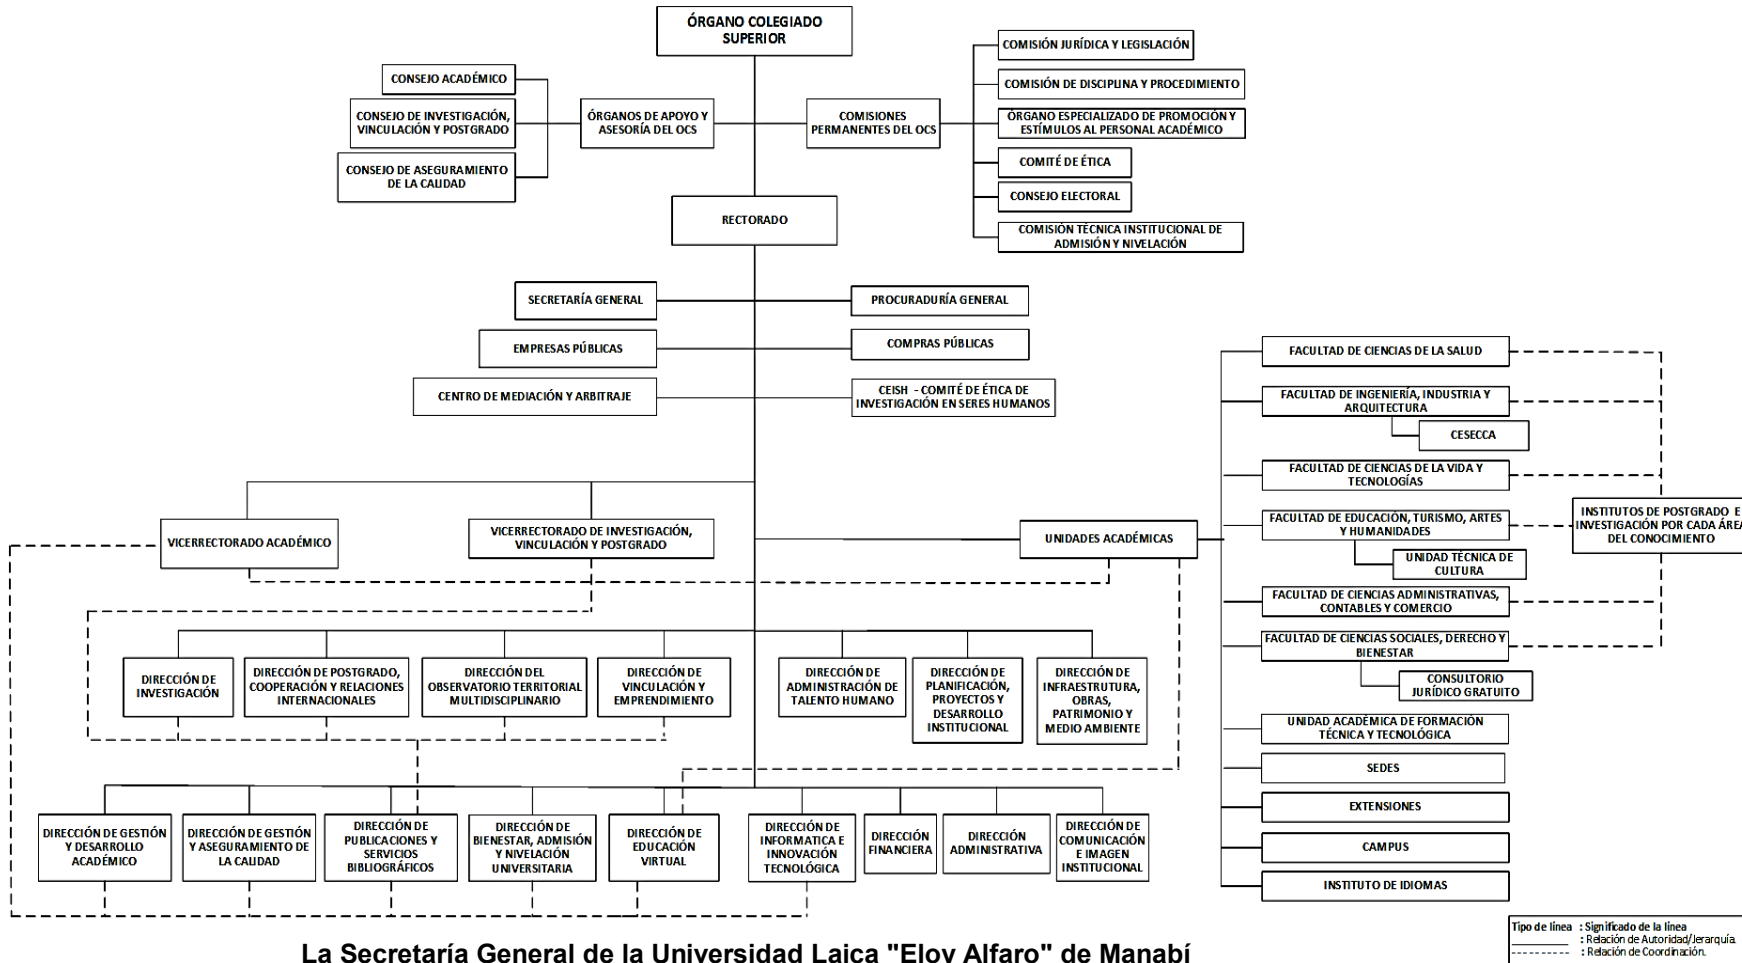 ÓRGANO COLEGIADO
SUPERIOR
CONSEJO ACADÉMICO
CONSEJO DE INVESTIGACIÓN,
VINCULACIÓN Y POSTGRADO
CONSEJO DE ASEGURAMIENTO
DE LA CALIDAD
ÓRGANOS DE APOYO Y
ASESORÍA DEL OCS
COMISIONES
PERMANENTES DEL OCS
COMISIÓN JURÍDICA Y LEGISLACIÓN
COMISIÓN DE DISCIPLINA Y PROCEDIMIENTO
ÓRGANO ESPECIALIZADO DE PROMOCIÓN Y
ESTÍMULOS AL PERSONAL ACADÉMICO
COMITÉ DE ÉTICA
CONSEJO ELECTORAL
COMISIÓN TÉCNICA INSTITUCIONAL DE
ADMISIÓN Y NIVELACIÓN
RECTORADO
SECRETARÍA GENERAL
PROCURADURÍA GENERAL
EMPRESAS PÚBLICAS
COMPRAS PÚBLICAS
CENTRO DE MEDIACIÓN Y ARBITRAJE
CEISH - COMITÉ DE ÉTICA DE
INVESTIGACIÓN EN SERES HUMANOS
VICERRECTORADO ACADÉMICO
VICERRECTORADO DE INVESTIGACIÓN,
VINCULACIÓN Y POSTGRADO
UNIDADES ACADÉMICAS
FACULTAD DE CIENCIAS DE LA SALUD
FACULTAD DE INGENIERÍA, INDUSTRIA Y
ARQUITECTURA
CESECCA
FACULTAD DE CIENCIAS DE LA VIDA Y
TECNOLOGÍAS
FACULTAD DE EDUCACIÓN, TURISMO, ARTES
Y HUMANIDADES
UNIDAD TÉCNICA DE
CULTURA
FACULTAD DE CIENCIAS ADMINISTRATIVAS,
CONTABLES Y COMERCIO
FACULTAD DE CIENCIAS SOCIALES, DERECHO Y
BIENESTAR
CONSULTORIO
JURÍDICO GRATUITO
UNIDAD ACADÉMICA DE FORMACIÓN
TÉCNICA Y TECNOLÓGICA
SEDES
EXTENSIONES
CAMPUS
INSTITUTO DE IDIOMAS
INSTITUTOS DE POSTGRADO E
INVESTIGACIÓN POR CADA ÁREA
DEL CONOCIMIENTO
DIRECCIÓN DE
INVESTIGACIÓN
DIRECCIÓN DE POSTGRADO,
COOPERACIÓN Y RELACIONES
INTERNACIONALES
DIRECCIÓN DEL
OBSERVATORIO TERRITORIAL
MULTIDISCIPLINARIO
DIRECCIÓN DE
VINCULACIÓN Y
EMPRENDIMIENTO
DIRECCIÓN DE
ADMINISTRACIÓN DE
TALENTO HUMANO
DIRECCIÓN DE
PLANIFICACIÓN,
PROYECTOS Y
DESARROLLO
INSTITUCIONAL
DIRECCIÓN DE
INFRAESTRUTURA,
OBRAS,
PATRIMONIO Y
MEDIO AMBIENTE
DIRECCIÓN DE GESTIÓN
Y DESARROLLO
ACADÉMICO
DIRECCIÓN DE GESTIÓN
Y ASEGURAMIENTO DE
LA CALIDAD
DIRECCIÓN DE
PUBLICACIONES Y
SERVICIOS
BIBLIOGRÁFICOS
DIRECCIÓN DE
BIENESTAR, ADMISIÓN
Y NIVELACIÓN
UNIVERSITARIA
DIRECCIÓN DE
EDUCACIÓN
VIRTUAL
DIRECCIÓN DE
INFORMATICA E
INNOVACIÓN
TECNOLÓGICA
DIRECCIÓN
FINANCIERA
DIRECCIÓN
ADMINISTRATIVA
DIRECCIÓN DE
COMUNICACIÓN
E IMAGEN
INSTITUCIONAL
Tipo de línea : Significado de la línea
: Relación de Autoridad/Jerarquía.
: Relación de Coordinación.
La Secretaría General de la Universidad Laica "Eloy Alfaro" de Manabí